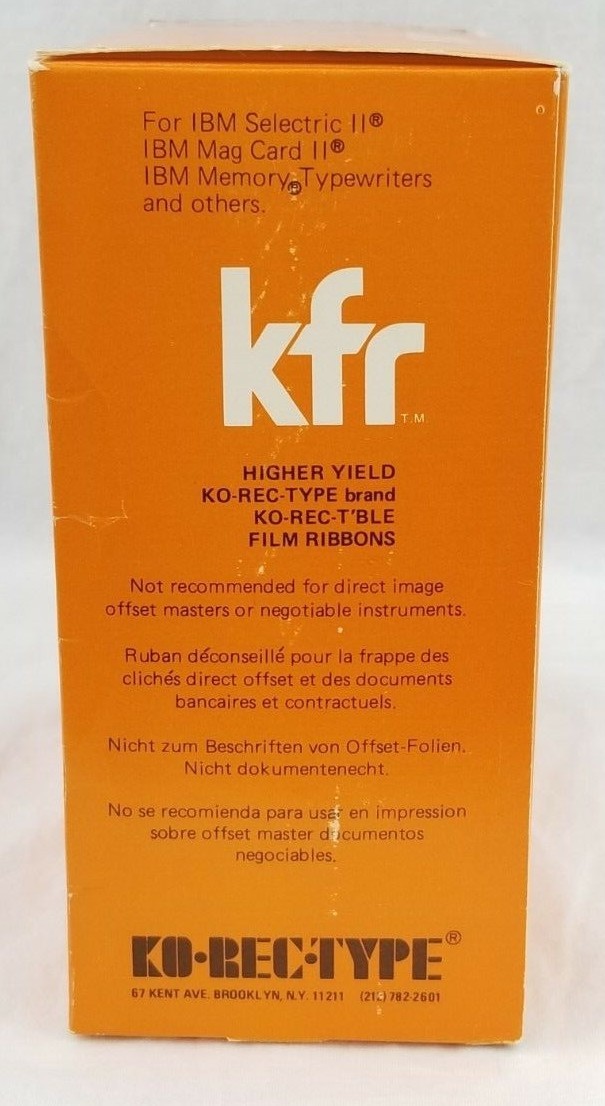 For IBM Selectric II®
IBM Mag Card II®
IBM Memory® Typewriters
and others.
kfr T.M.
HIGHER YIELD
KO-REC-TYPE brand
KO-REC-T'BLE
FILM RIBBONS
Not recommended for direct image
offset masters or negotiable instruments.
Ruban déconseillé pour la frappe des
clichés direct offset et des documents
bancaires et contractuels.
Nicht zum Beschriften von Offset-Folien.
Nicht dokumentenecht.
No se recomienda para usar en impression
sobre offset master documentos
negociables.
KO•REC•TYPE®
67 KENT AVE. BROOKLYN, N.Y. 11211 (212) 782-2601